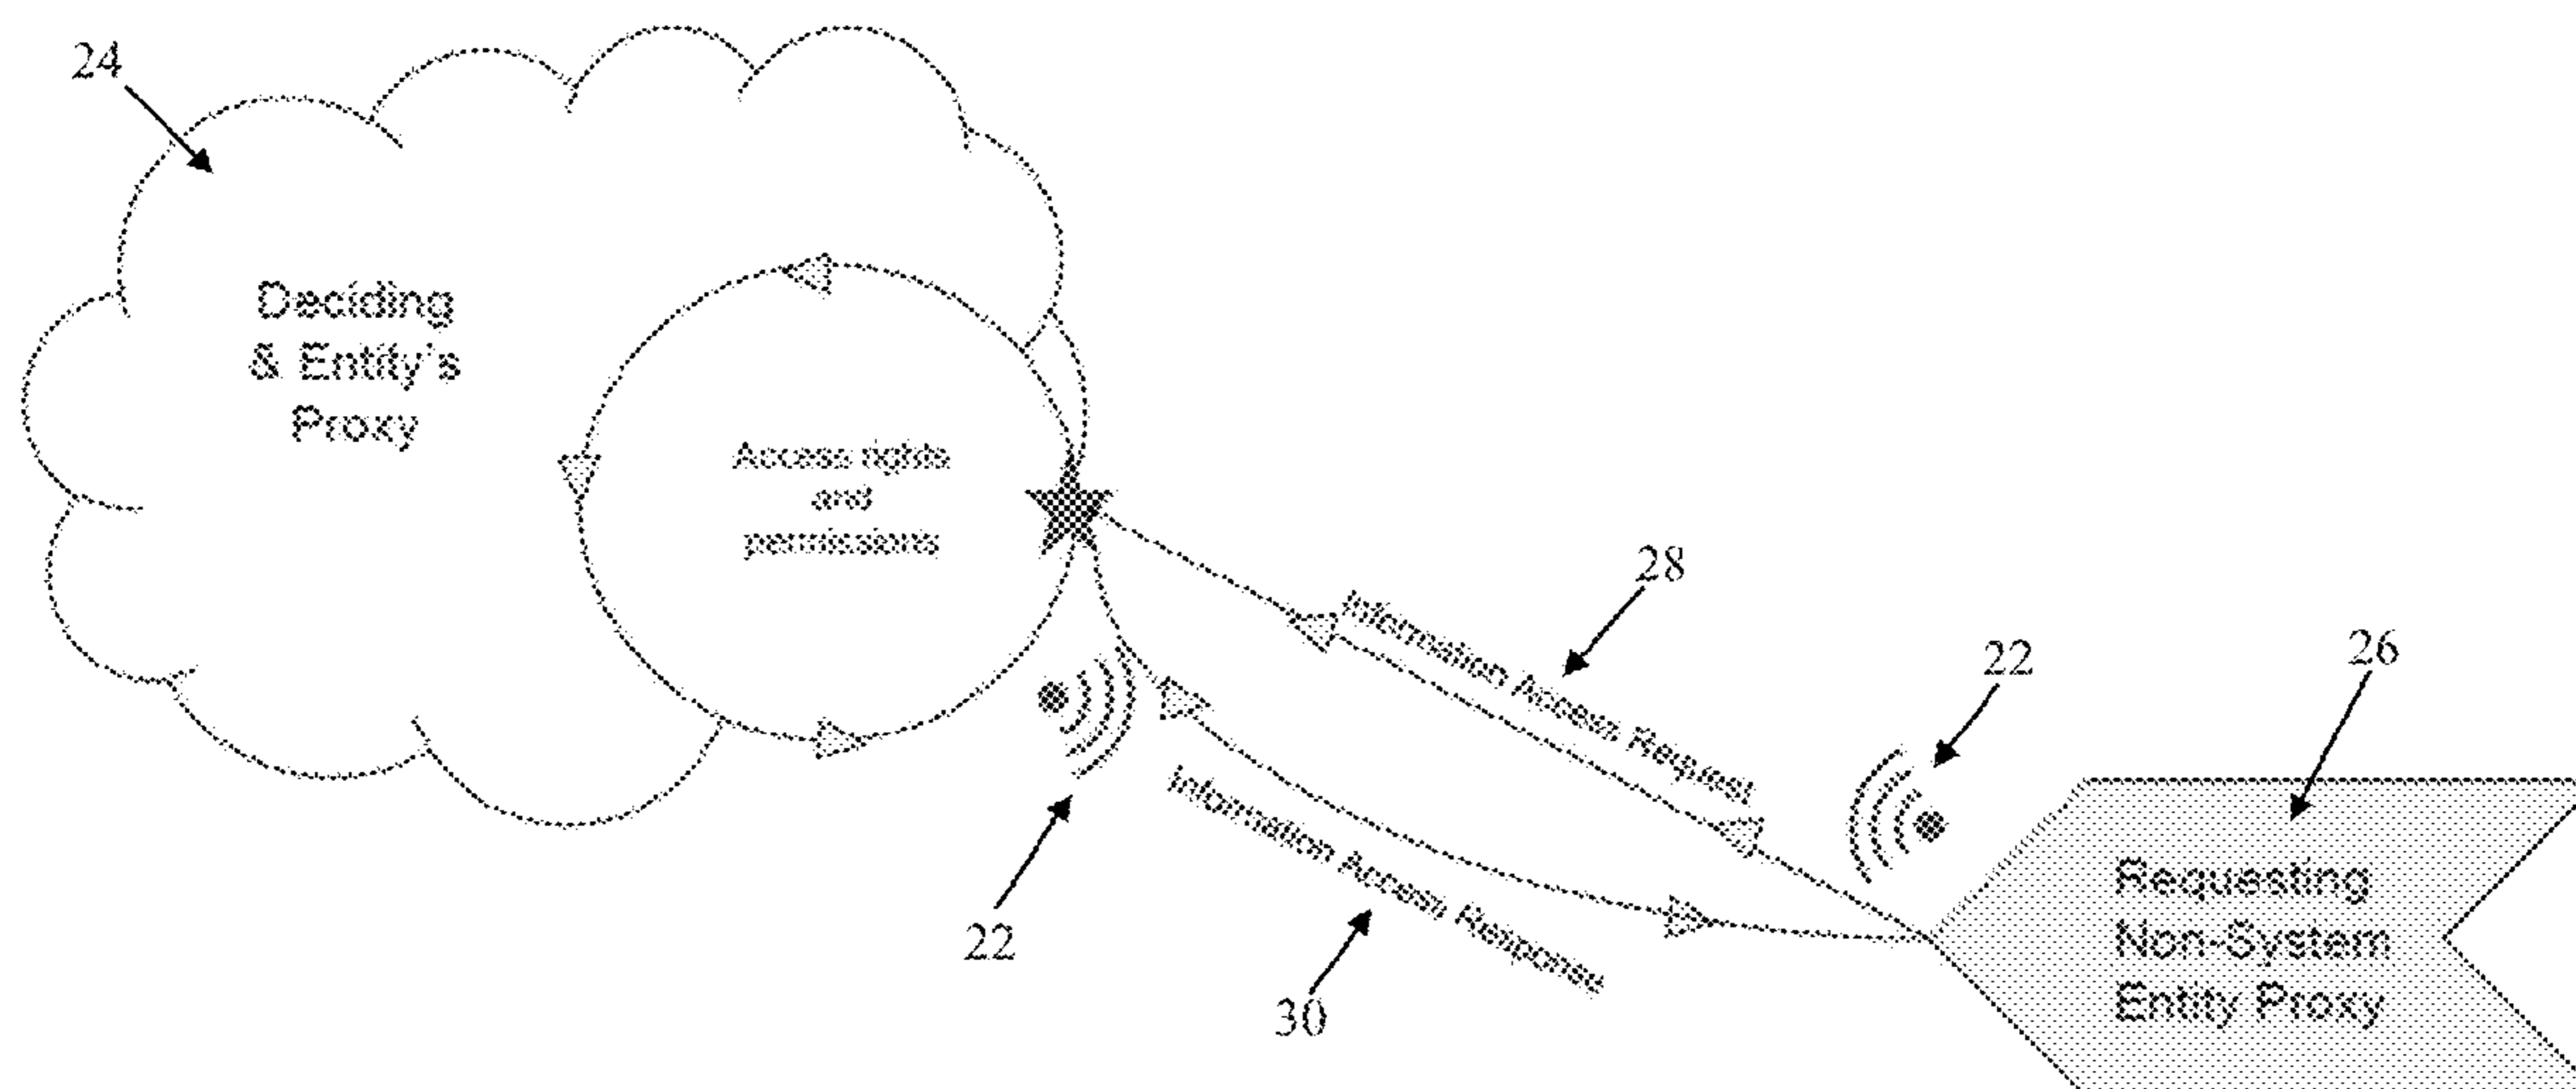 24
Deciding
& Entity's
Proxy
Access rights
and
permissions
28
Information Access Request
22
26
22
Information Access Response
30
Requesting
Non-System
Entity Proxy